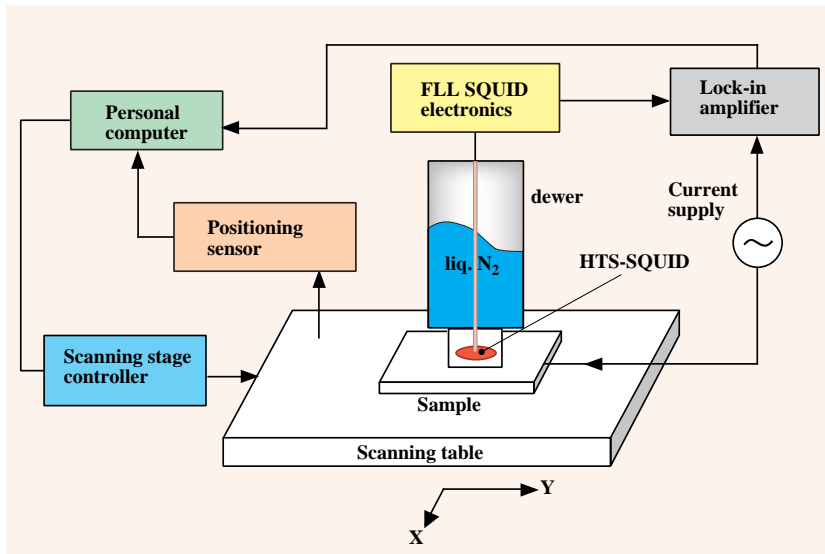 FLL SQUID
electronics
Lock-in
amplifier
Personal
computer
dewer
Current
supply
Positioning
sensor
liq. N₂
HTS-SQUID
Scanning stage
controller
Sample
Scanning table
Y
X